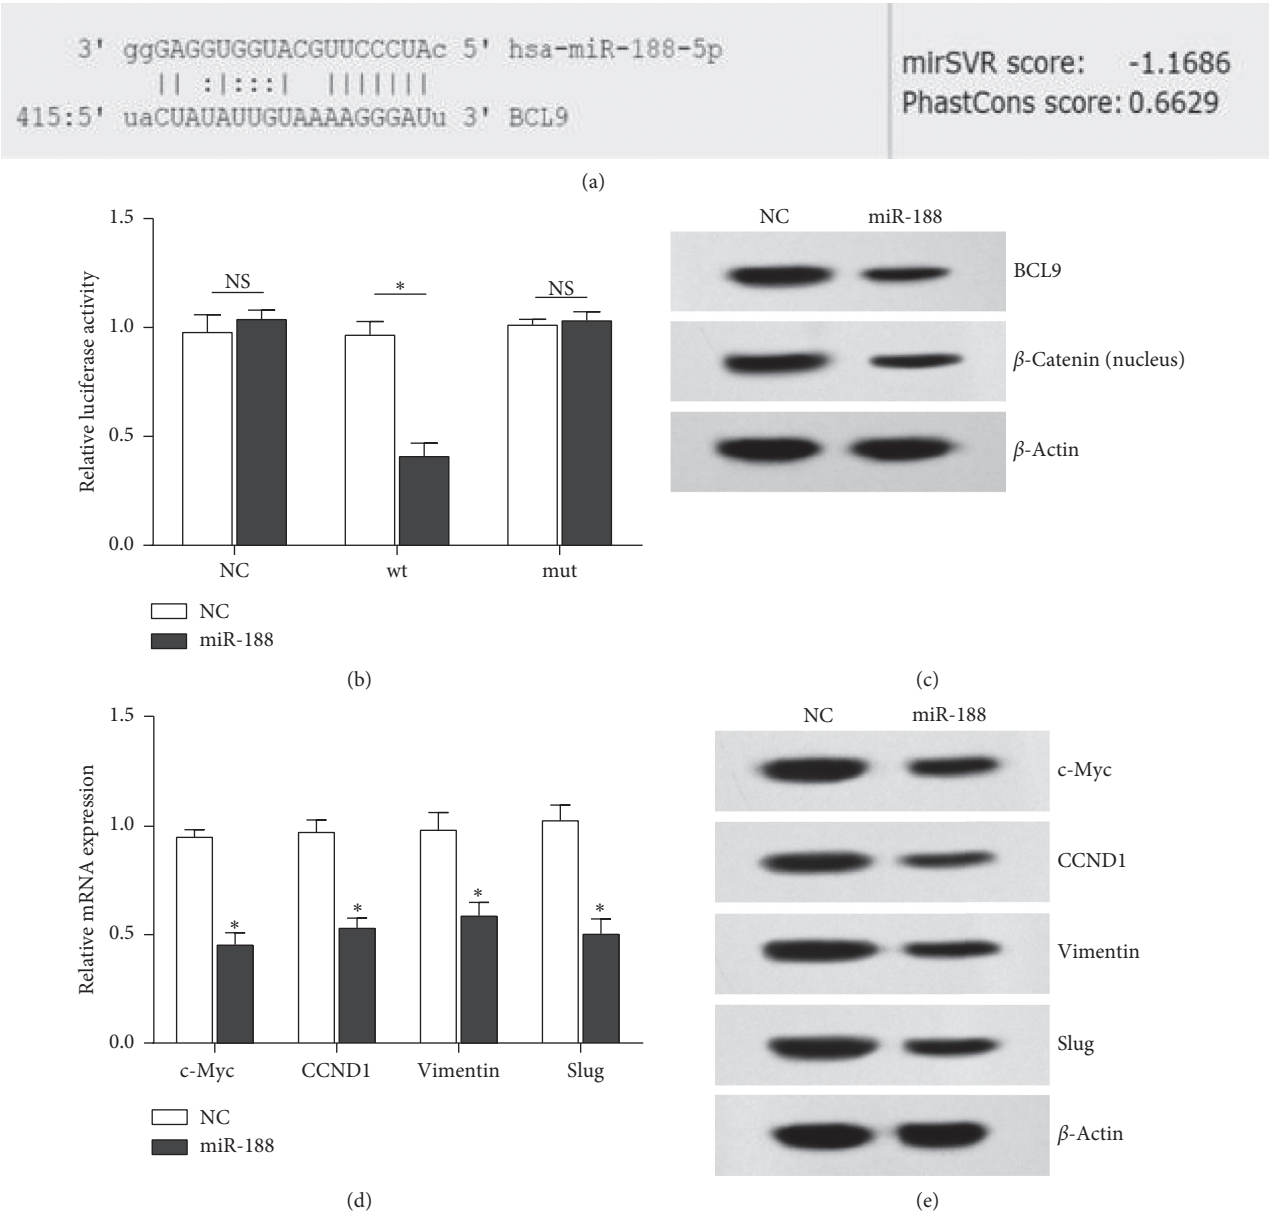 3' ggGAGGUGGUACGUUCCCUAc 5' hsa-miR-188-5p
|| :|:::| |||||||
415:5' uaCUAUAUUGUAAAAGGGAUu 3' BCL9
mirSVR score: -1.1686
PhastCons score: 0.6629
(a)
1.5
1.0
0.5
0.0
Relative luciferase activity
NS
*
NS
NC
wt
mut
NC
miR-188
(b)
NC miR-188
BCL9
β-Catenin (nucleus)
β-Actin
(c)
1.5
1.0
0.5
0.0
Relative mRNA expression
*
*
*
*
c-Myc
CCND1
Vimentin
Slug
NC
miR-188
(d)
NC miR-188
c-Myc
CCND1
Vimentin
Slug
β-Actin
(e)